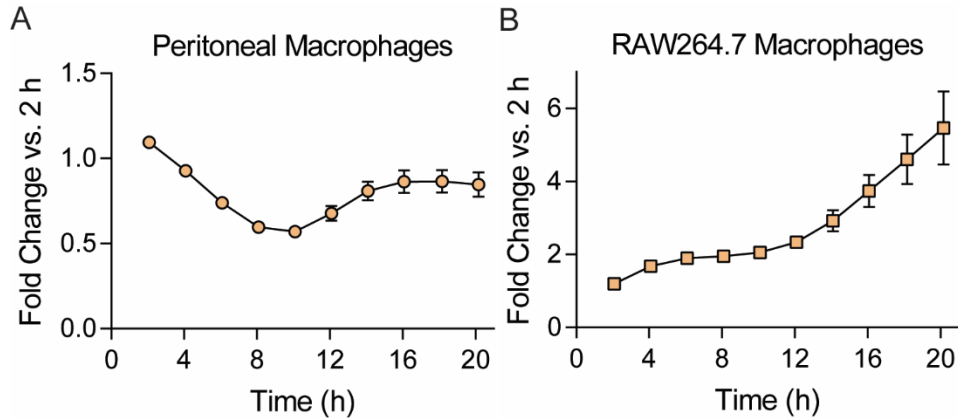 A
Peritoneal Macrophages
Fold Change vs. 2 h
1.5
1.0
0.5
0.0
0 4 8 12 16 20
Time (h)
B
RAW264.7 Macrophages
Fold Change vs. 2 h
6
4
2
0
0 4 8 12 16 20
Time (h)